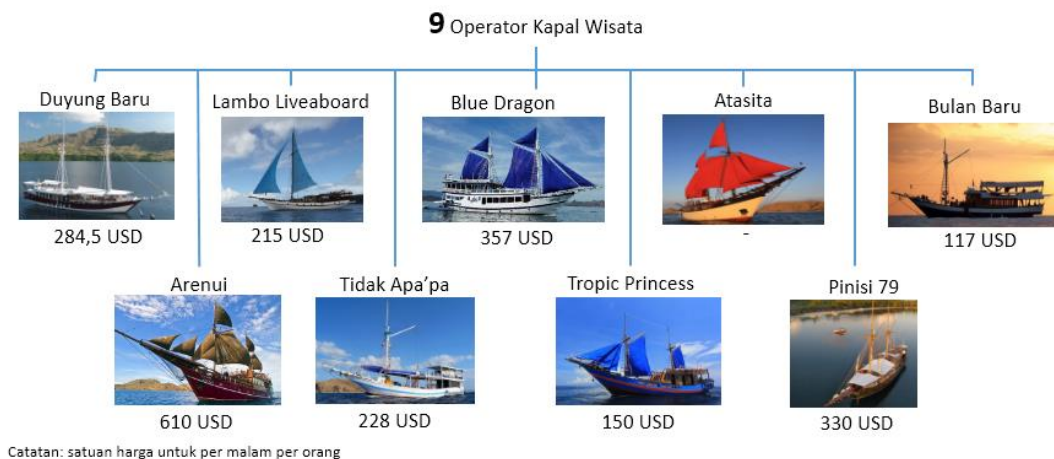 9 Operator Kapal Wisata
Duyung Baru
284,5 USD
Lambo Liveaboard
215 USD
Blue Dragon
357 USD
Atasita
-
Bulan Baru
117 USD
Arenui
610 USD
Tidak Apa'pa
228 USD
Tropic Princess
150 USD
Pinisi 79
330 USD
Catatan: satuan harga untuk per malam per orang